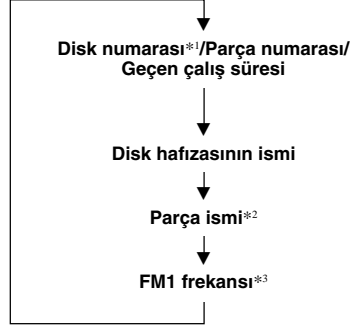 Disk numarası*1/Parça numarası/
Geçen çalış süresi
Disk hafızasının ismi
Parça ismi*2
FM1 frekansı*3